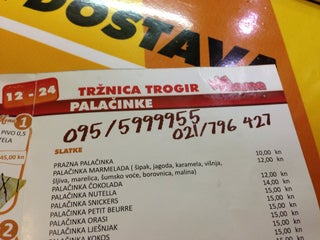 DOSTAVA
12 - 24
TRŽNICA TROGIR
PALAČINKE
095/5999955
021/796 427
PIVO 0,5
45,00 kn
1
2
SLATKE
PRAZNA PALAČINKA 10,00 kn
PALAČINKA MARMELADA ( šipak, jagoda, karamela, višnja, 12,00 kn
šljiva, marelica, šumsko voće, borovnica, malina)
PALAČINKA ČOKOLADA 12,00 kn
PALAČINKA NUTELLA 14,00 kn
PALAČINKA SNICKERS 15,00 kn
PALAČINKA PETIT BEURRE 15,00 kn
PALAČINKA ORASI 15,00 kn
PALAČINKA LJEŠNJAK 15,00 kn
PALAČINKA KOKOS